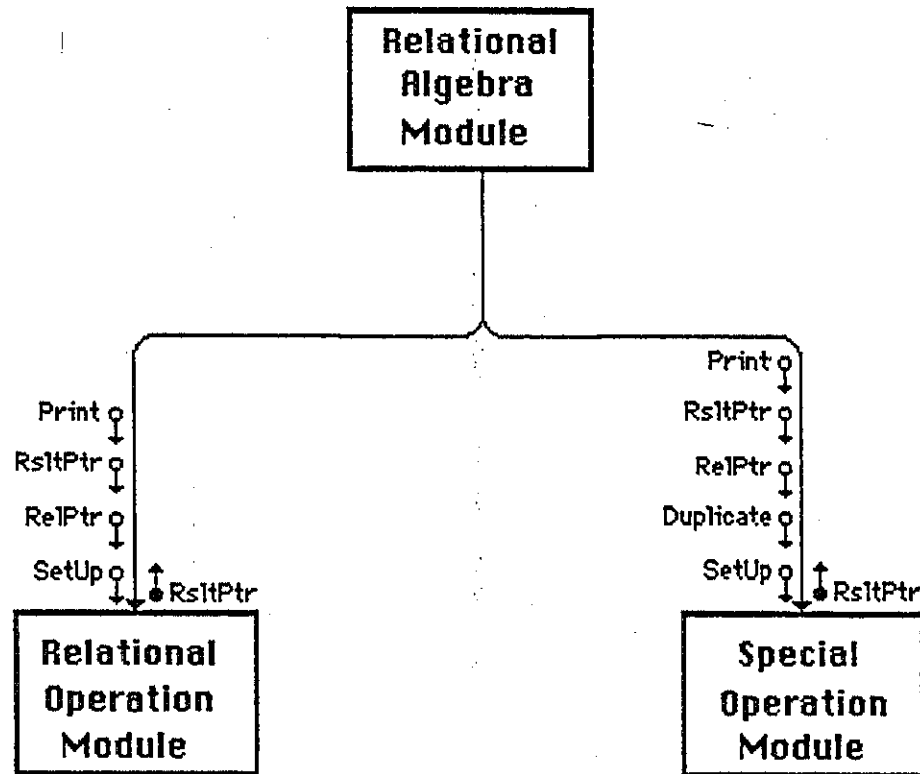 Relational
Algebra
Module
Print
RsltPtr
RelPtr
SetUp
RsltPtr
Relational
Operation
Module
Print
RsltPtr
RelPtr
Duplicate
SetUp
RsltPtr
Special
Operation
Module